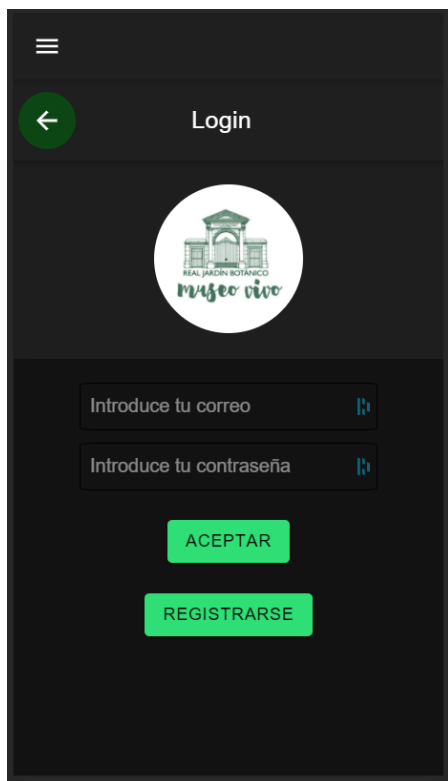 Login
REAL JARDÍN BOTÁNICO
museo vivo
Introduce tu correo
Introduce tu contraseña
ACEPTAR
REGISTRARSE